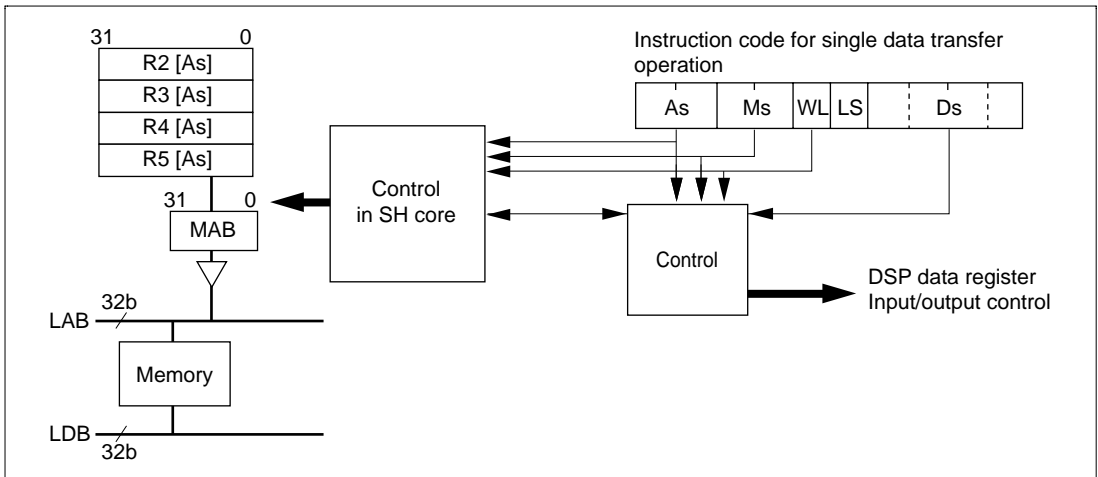 31 0
R2 [As]
R3 [As]
R4 [As]
R5 [As]
31 0
MAB
32b
LAB
Memory
LDB
32b
Control
in SH core
Instruction code for single data transfer
operation
As Ms WL LS Ds
Control
DSP data register
Input/output control